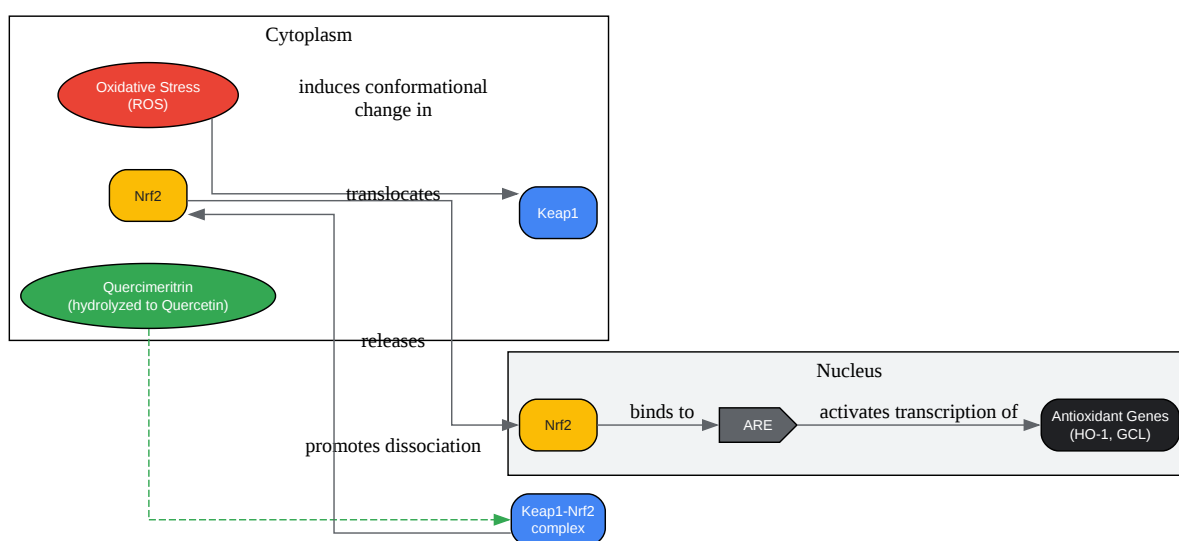 Cytoplasm
Oxidative Stress
(ROS)
induces conformational
change in
Nrf2
translocates
Keap1
Quercimeritrin
(hydrolyzed to Quercetin)
releases
Nucleus
Nrf2
binds to
ARE
activates transcription of
Antioxidant Genes
(HO-1, GCL)
promotes dissociation
Keap1-Nrf2
complex